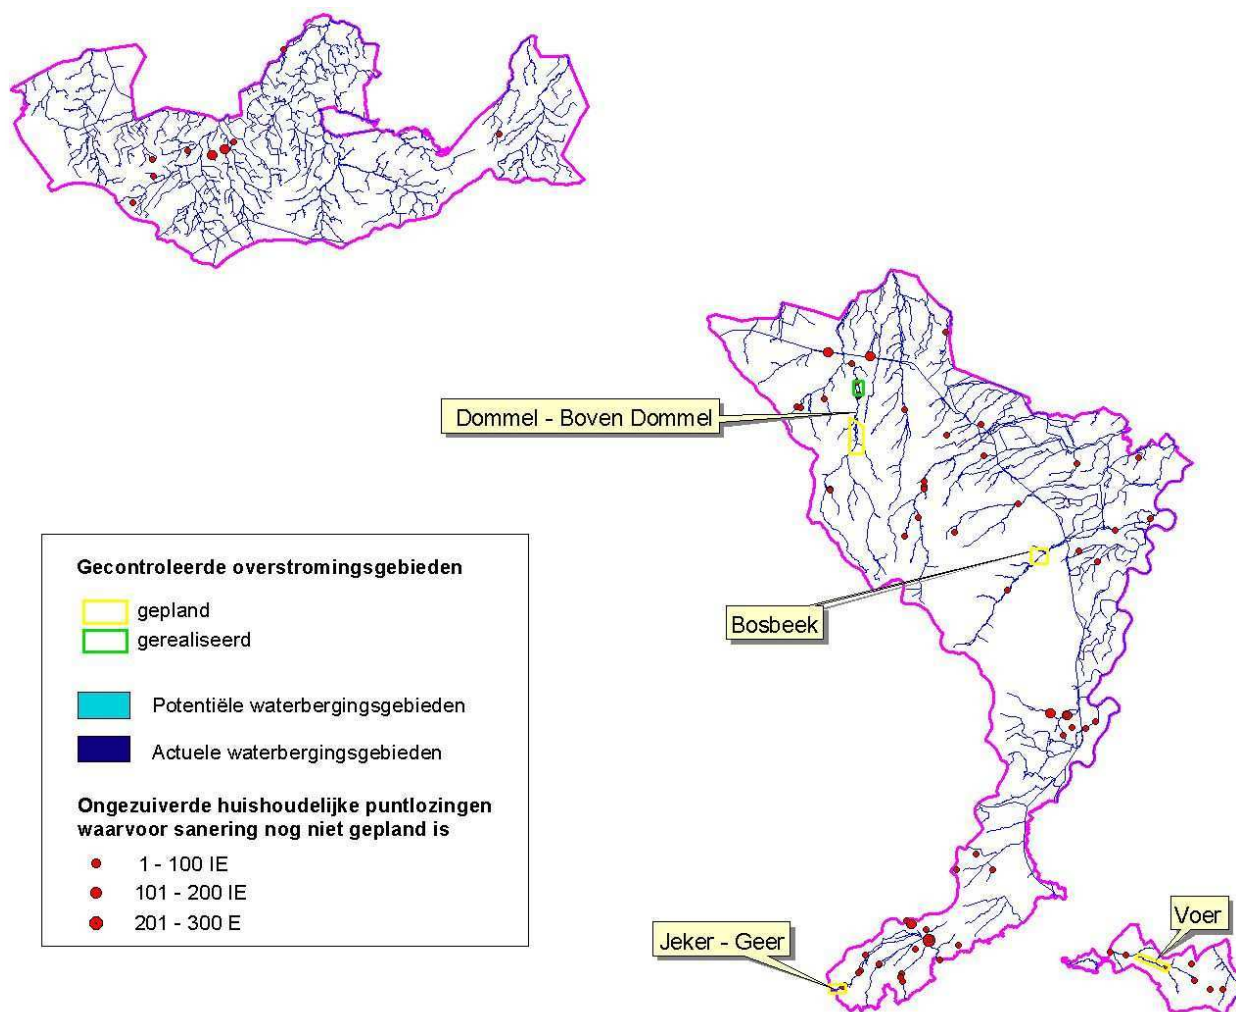 Dommel - Boven Dommel
Gecontroleerde overstromingsgebieden
gepland
gerealiseerd
Potentiële waterbergingsgebieden
Actuele waterbergingsgebieden
Ongezuiverde huishoudelijke puntlozingen
waarvoor sanering nog niet gepland is
1 - 100 IE
101 - 200 IE
201 - 300 E
Bosbeek
Voer
Jeker - Geer